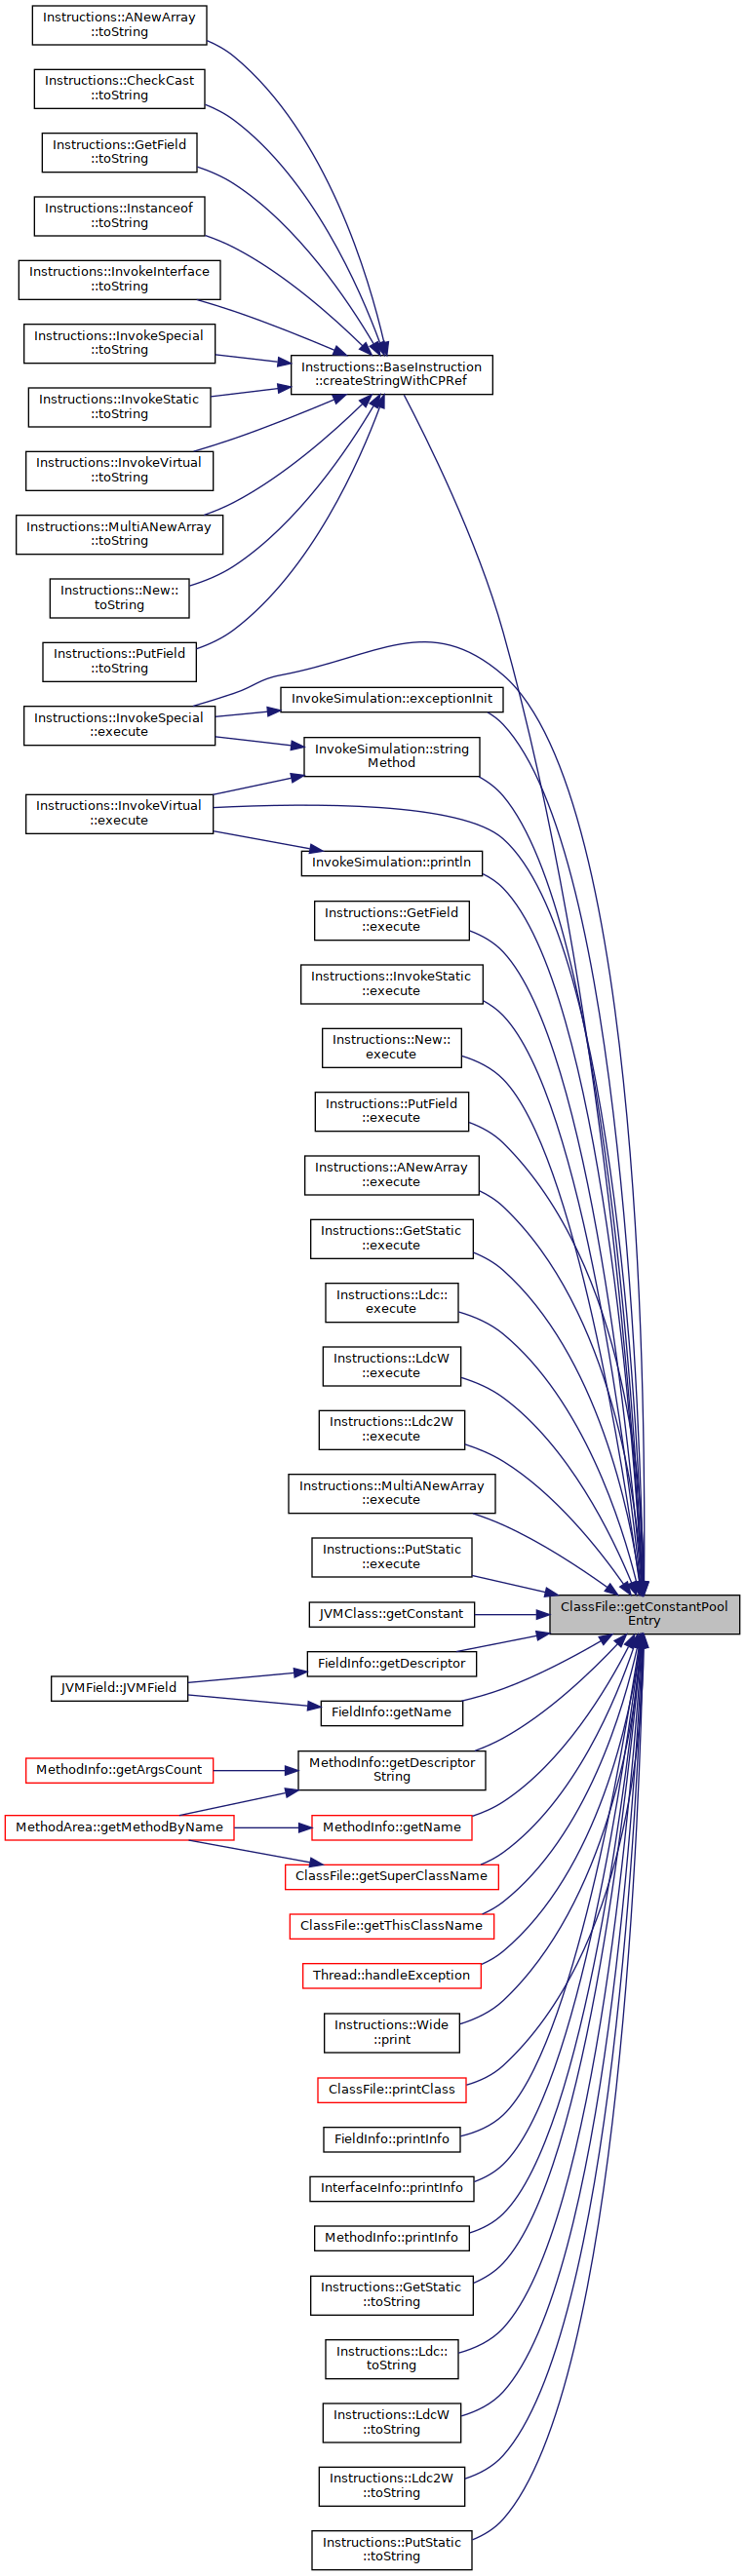 Instructions::ANewArray
::toString
Instructions::CheckCast
::toString
Instructions::GetField
::toString
Instructions::Instanceof
::toString
Instructions::InvokeInterface
::toString
Instructions::InvokeSpecial
::toString
Instructions::BaseInstruction
::createStringWithCPRef
Instructions::InvokeStatic
::toString
Instructions::InvokeVirtual
::toString
Instructions::MultiANewArray
::toString
Instructions::New::
toString
Instructions::PutField
::toString
Instructions::InvokeSpecial
::execute
InvokeSimulation::exceptionInit
InvokeSimulation::string
Method
Instructions::InvokeVirtual
::execute
InvokeSimulation::println
Instructions::GetField
::execute
Instructions::InvokeStatic
::execute
Instructions::New::
execute
Instructions::PutField
::execute
Instructions::ANewArray
::execute
Instructions::GetStatic
::execute
Instructions::Ldc::
execute
Instructions::LdcW
::execute
Instructions::Ldc2W
::execute
Instructions::MultiANewArray
::execute
Instructions::PutStatic
::execute
ClassFile::getConstantPool
Entry
JVMClass::getConstant
FieldInfo::getDescriptor
JVMField::JVMField
FieldInfo::getName
MethodInfo::getArgsCount
MethodInfo::getDescriptor
String
MethodArea::getMethodByName
MethodInfo::getName
ClassFile::getSuperClassName
ClassFile::getThisClassName
Thread::handleException
Instructions::Wide
::print
ClassFile::printClass
FieldInfo::printInfo
InterfaceInfo::printInfo
MethodInfo::printInfo
Instructions::GetStatic
::toString
Instructions::Ldc::
toString
Instructions::LdcW
::toString
Instructions::Ldc2W
::toString
Instructions::PutStatic
::toString